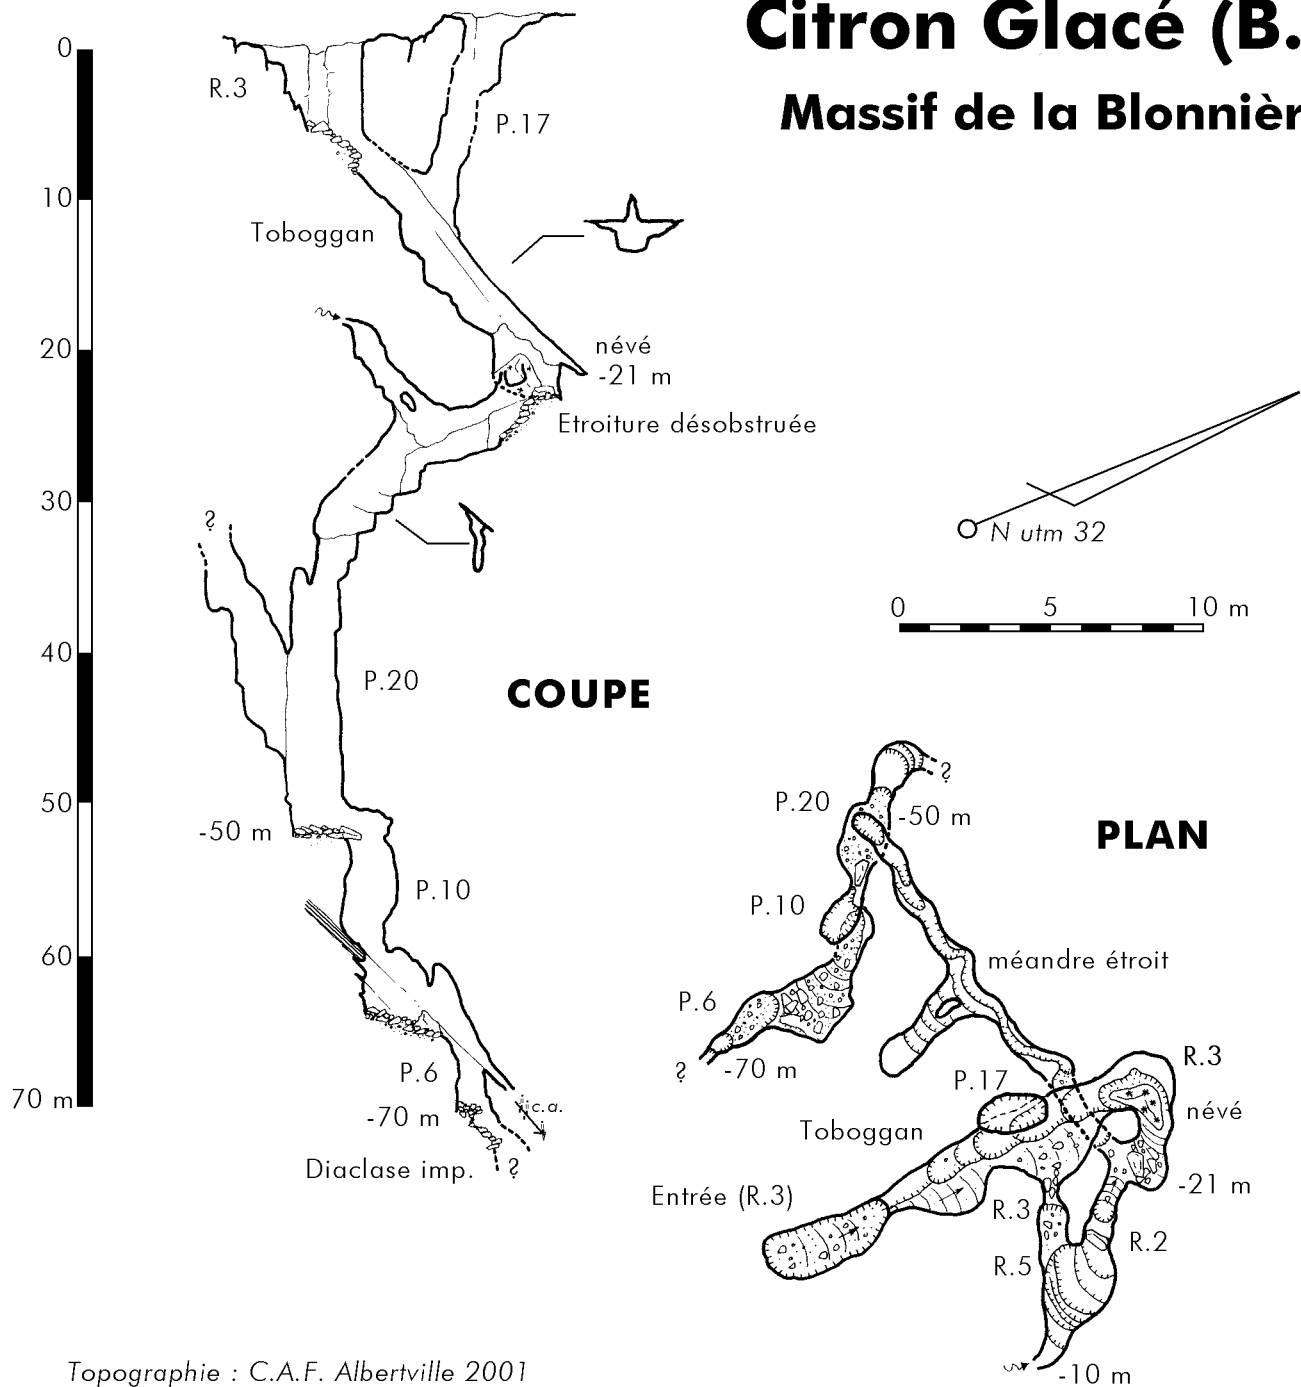 Citron Glacé (B.
Massif de la Blonnièr
0
10
20
30
40
50
60
70 m
R.3
P.17
Toboggan
névé
-21 m
Etroiture désobstruée
?
P.20
COUPE
-50 m
P.10
P.6
-70 m
c.a.
Diaclase imp.
?
N utm 32
0 5 10 m
PLAN
?
P.20
-50 m
P.10
méandre étroit
P.6
? -70 m
P.17
R.3
névé
Toboggan
-21 m
Entrée (R.3)
R.3
R.2
R.5
-10 m
Topographie : C.A.F. Albertville 2001